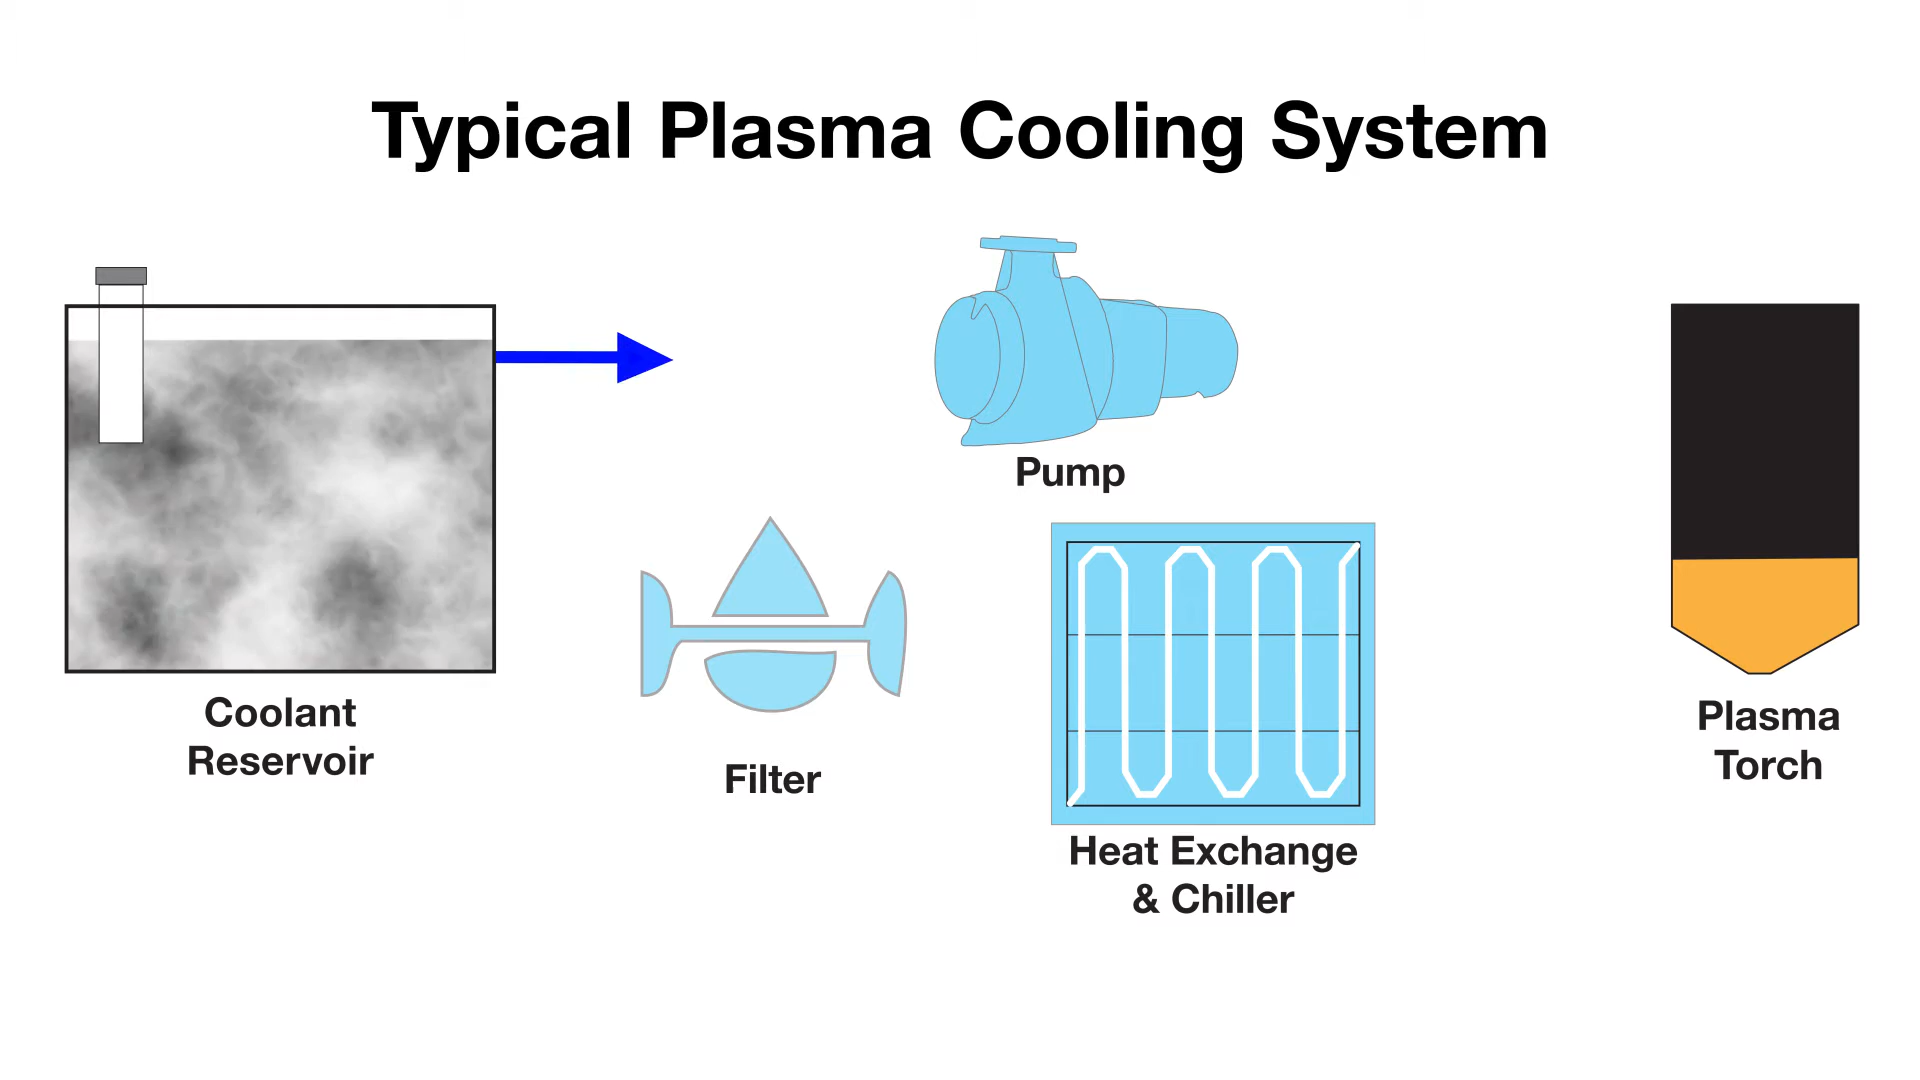 Typical Plasma Cooling System
Pump
Coolant
Reservoir
Filter
Heat Exchange
& Chiller
Plasma
Torch